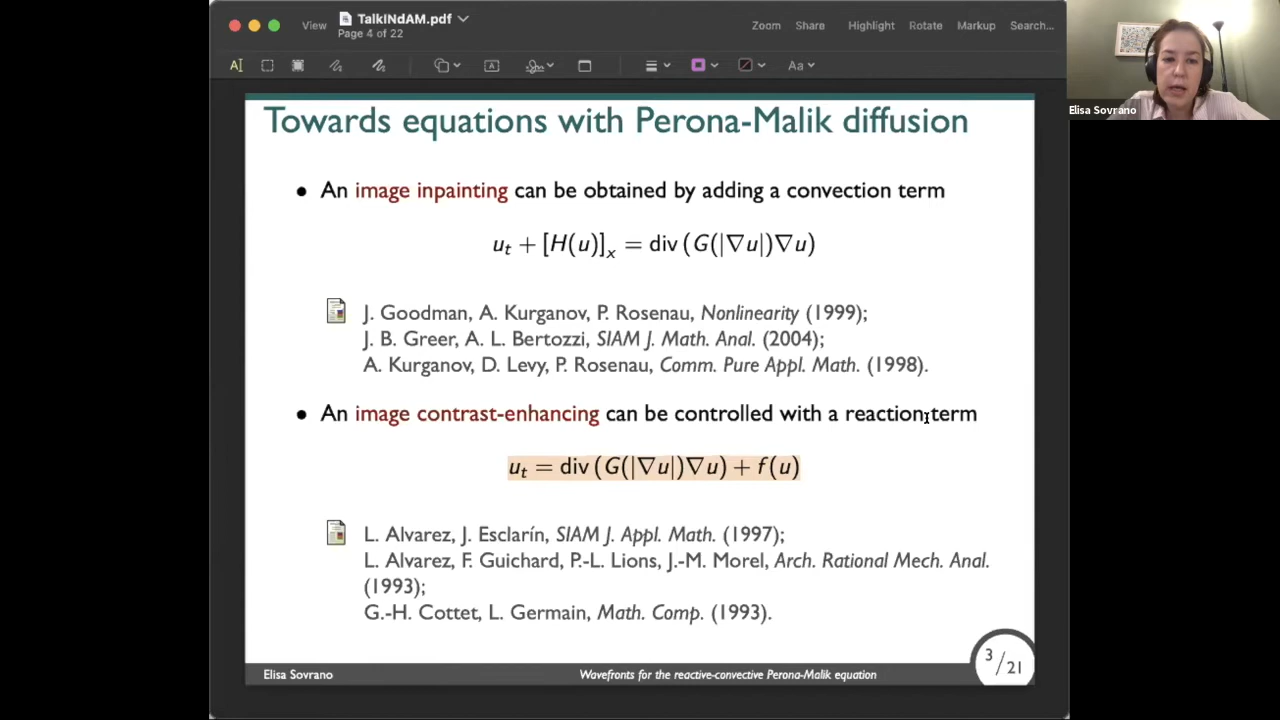 View
TalkINdAM.pdf
Page 4 of 22
Zoom Share Highlight Rotate Markup Search...
Aa
Elisa Sovrano
Towards equations with Perona-Malik diffusion
• An image inpainting can be obtained by adding a convection term
u_t + [H(u)]_x = div (G(|∇u|)∇u)
J. Goodman, A. Kurganov, P. Rosenau, Nonlinearity (1999);
J. B. Greer, A. L. Bertozzi, SIAM J. Math. Anal. (2004);
A. Kurganov, D. Levy, P. Rosenau, Comm. Pure Appl. Math. (1998).
• An image contrast-enhancing can be controlled with a reaction term
u_t = div (G(|∇u|)∇u) + f(u)
L. Alvarez, J. Esclarín, SIAM J. Appl. Math. (1997);
L. Alvarez, F. Guichard, P.-L. Lions, J.-M. Morel, Arch. Rational Mech. Anal.
(1993);
G.-H. Cottet, L. Germain, Math. Comp. (1993).
3/21
Elisa Sovrano
Wavefronts for the reactive-convective Perona-Malik equation